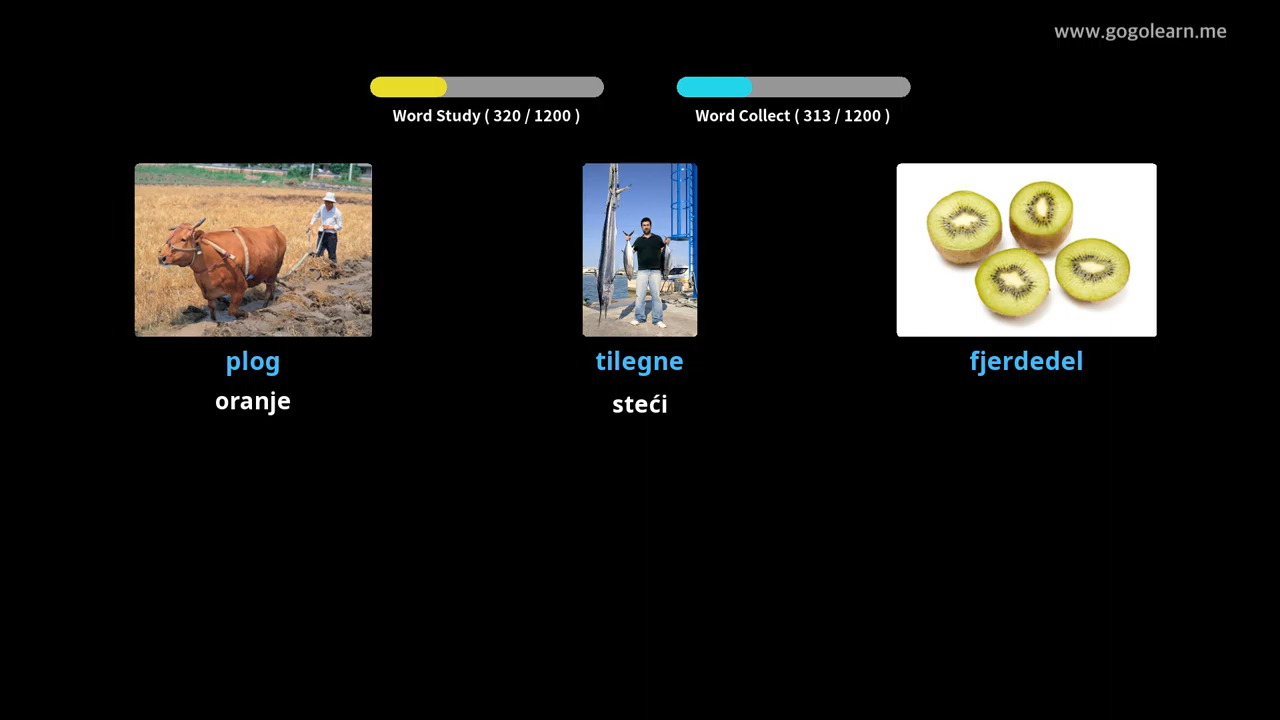 www.gogolearn.me
Word Study ( 320 / 1200 )
Word Collect ( 313 / 1200 )
plog
tilegne
fjerdedel
oranje
steći